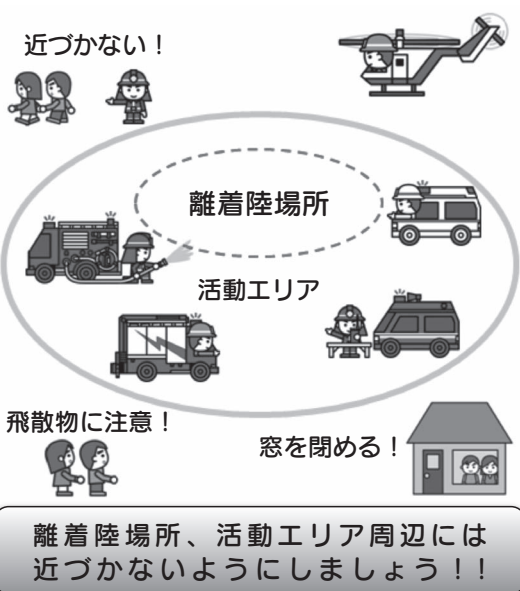 近づかない！
離着陸場所
活動エリア
飛散物に注意！
窓を閉める！
離着陸場所、活動エリア周辺には
近づかないようにしましょう！！